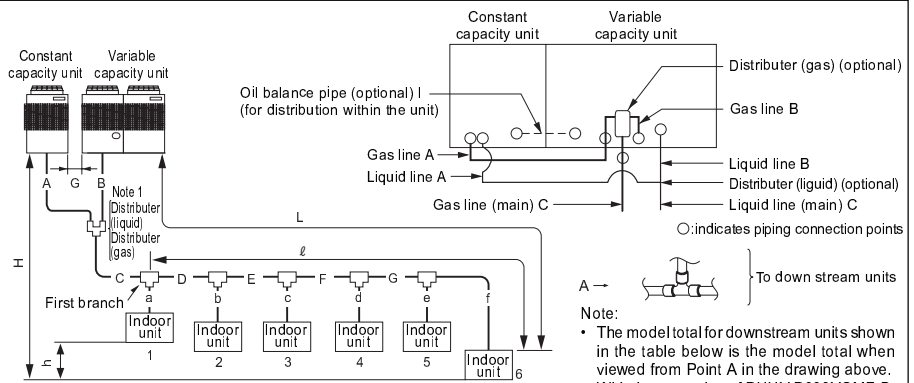 Constant
capacity unit
Variable
capacity unit
A
G
B
Note 1
Distributer
(liquid)
Distributer
(gas)
H
L
ℓ
C
D
E
F
G
First branch
a
b
c
d
e
f
Indoor
unit
1
Indoor
unit
2
Indoor
unit
3
Indoor
unit
4
Indoor
unit
5
Indoor
unit
6
h
Constant
capacity unit
Variable
capacity unit
Oil balance pipe (optional) I
(for distribution within the unit)
Distributer (gas) (optional)
Gas line B
Gas line A
Liquid line A
Liquid line B
Distributer (liguid) (optional)
Gas line (main) C
Liquid line (main) C
:indicates piping connection points
A
To down stream units
Note:
• The model total for downstream units shown
in the table below is the model total when
viewed from Point A in the drawing above.